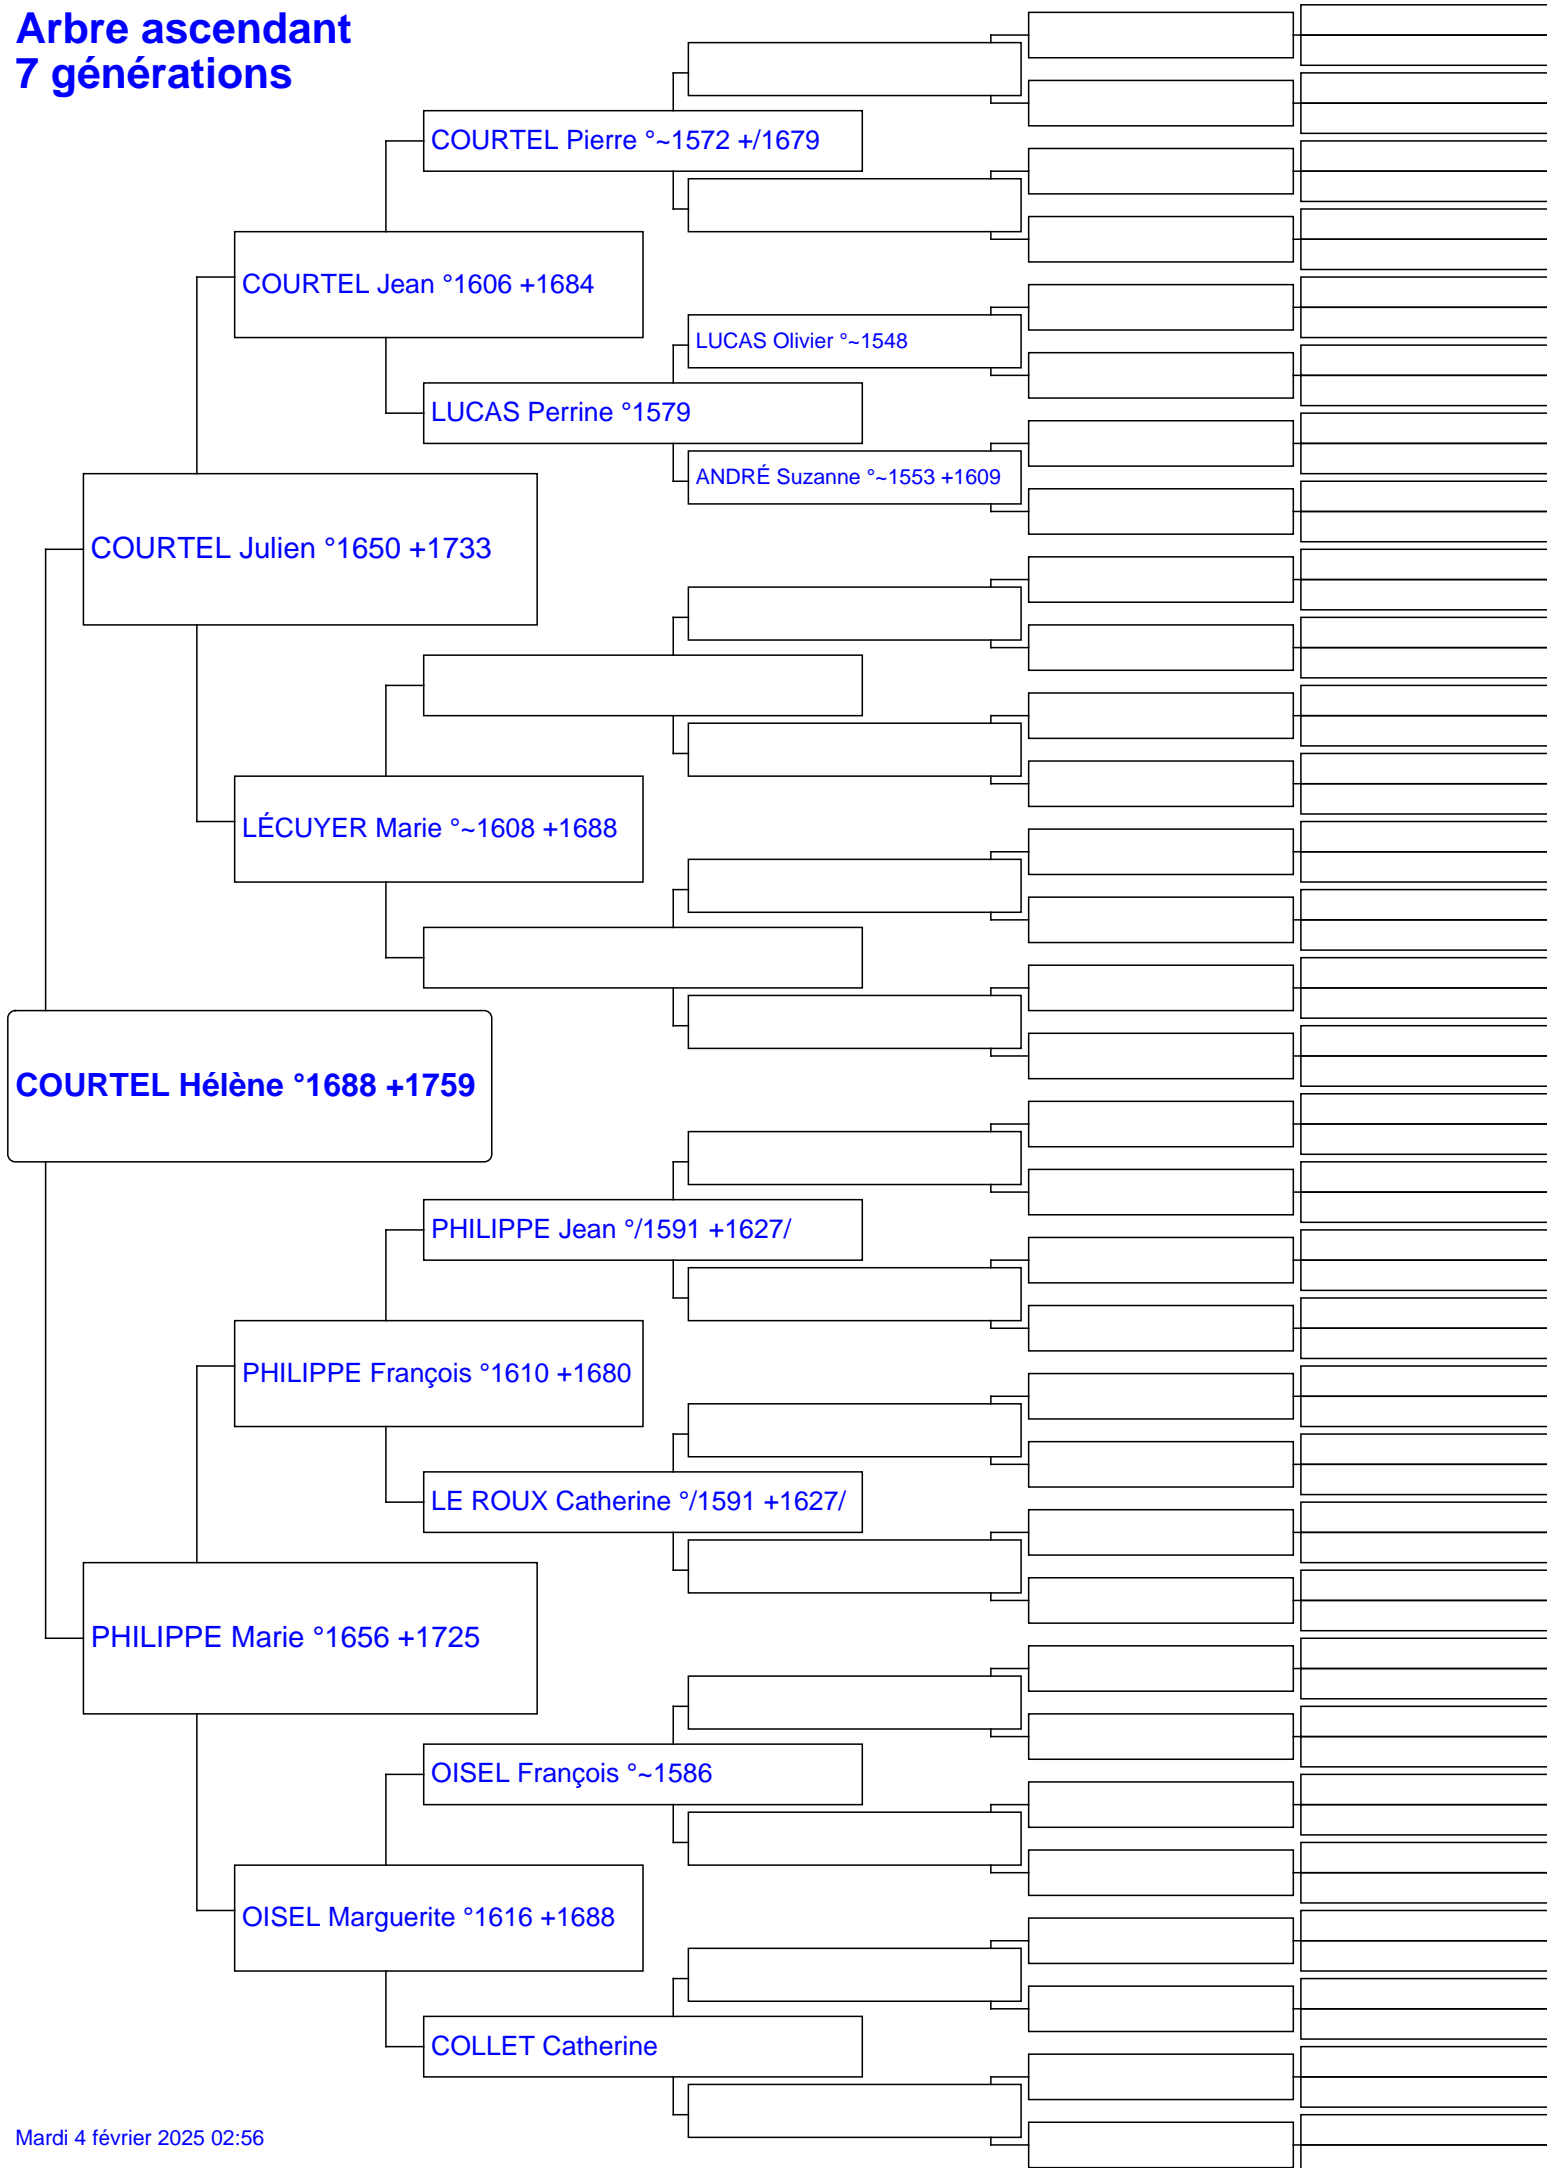 Arbre ascendant
7 générations
COURTEL Pierre °~1572 +/1679
COURTEL Jean °1606 +1684
LUCAS Olivier °~1548
LUCAS Perrine °1579
ANDRÉ Suzanne °~1553 +1609
COURTEL Julien °1650 +1733
LÉCUYER Marie °~1608 +1688
COURTEL Hélène °1688 +1759
PHILIPPE Jean °/1591 +1627/
PHILIPPE François °1610 +1680
LE ROUX Catherine °/1591 +1627/
PHILIPPE Marie °1656 +1725
OISEL François °~1586
OISEL Marguerite °1616 +1688
COLLET Catherine
Mardi 4 février 2025 02:56